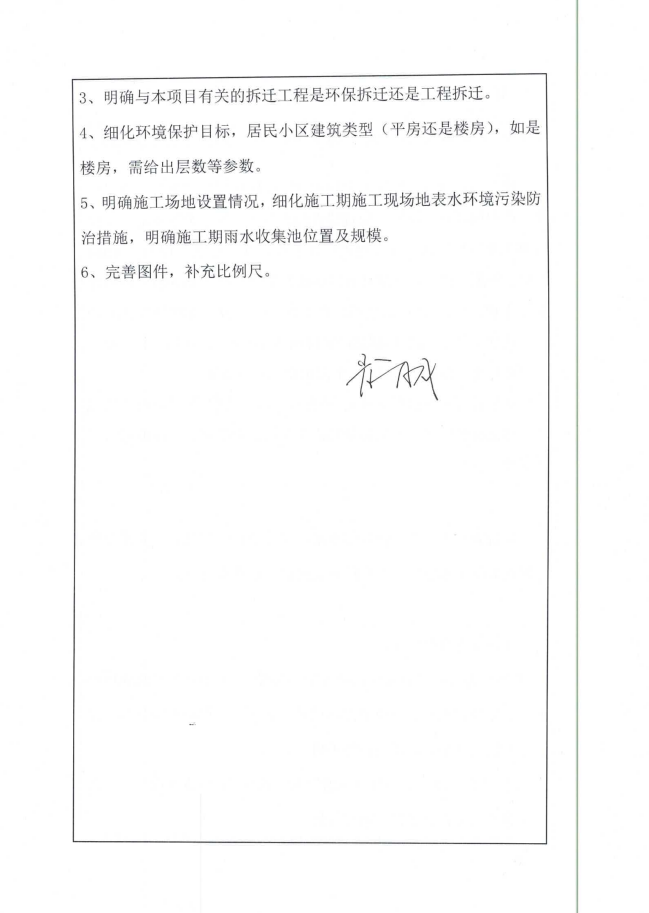 3、明确与本项目有关的拆迁工程是环保拆迁还是工程拆迁。
4、细化环境保护目标，居民小区建筑类型（平房还是楼房），如是
楼房，需给出层数等参数。
5、明确施工场地设置情况，细化施工期施工现场地表水环境污染防
治措施，明确施工期雨水收集池位置及规模。
6、完善图件，补充比例尺。